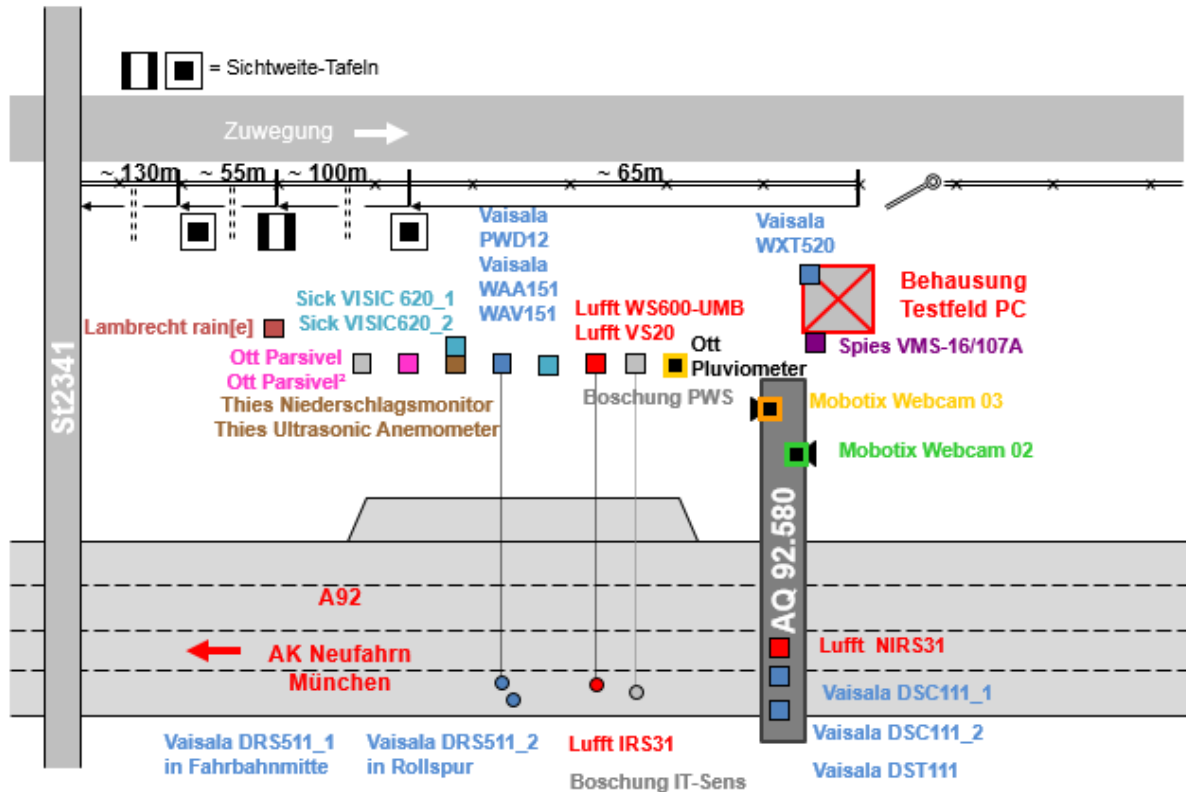 = Sichtweite-Tafeln
Zuwegung
~ 130m
~ 55m
~ 100m
~ 65m
St2341
Vaisala
PWD12
Vaisala
WAA151
WAV151
Vaisala
WXT520
Behausung
Testfeld PC
Sick VISIC 620_1
Sick VISIC620_2
Lufft WS600-UMB
Lufft VS20
Lambrecht rain[e]
Ott
Pluviometer
Spies VMS-16/107A
Ott Parsivel
Ott Parsivel²
Boschung PWS
Thies Niederschlagsmonitor
Thies Ultrasonic Anemometer
Mobotix Webcam 03
Mobotix Webcam 02
AQ 92.580
A92
AK Neufahrn
München
Lufft NIRS31
Vaisala DSC111_1
Vaisala DSC111_2
Vaisala DST111
Vaisala DRS511_1
in Fahrbahnmitte
Vaisala DRS511_2
in Rollspur
Lufft IRS31
Boschung IT-Sens